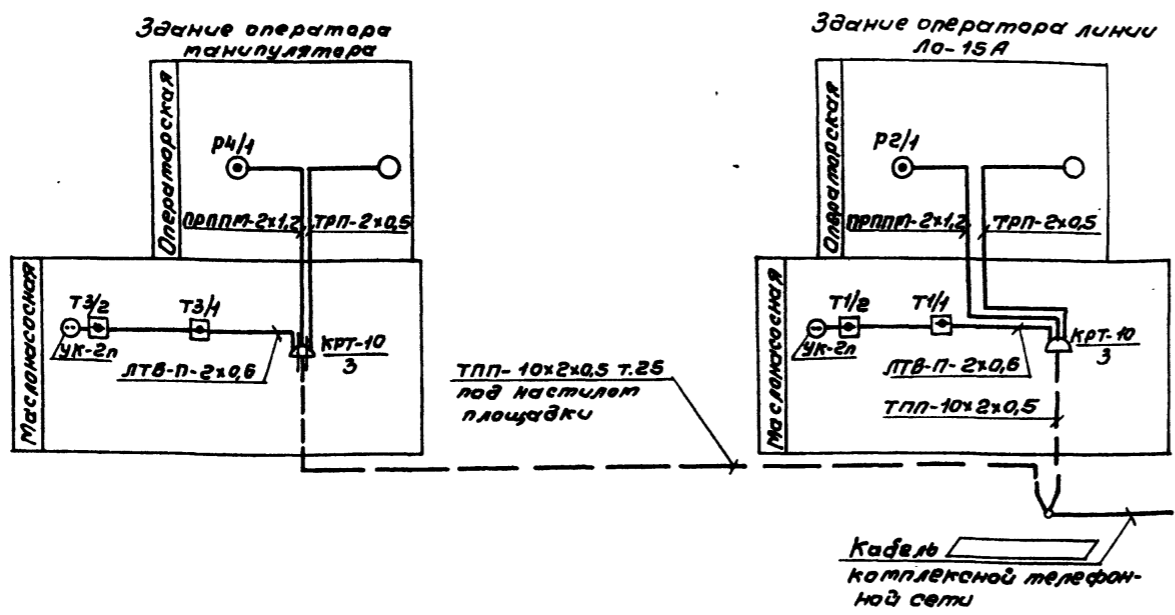 Здание оператора
манипулятора
Операторская
Р4/1
ПРППМ-2х1,2
ТРП-2х0,5
Маслонасосная
Т3/2
Т3/1
УК-2п
ЛТВ-П-2х0,6
КРТ-10
3
ТПП-10х2х0,5 т.25
под настилом
площадки
Здание оператора линии
ЛО-15А
Операторская
Р2/1
ПРППМ-2х1,2
ТРП-2х0,5
Маслонасосная
Т1/2
Т1/1
УК-2п
ЛТВ-П-2х0,6
КРТ-10
3
ТПП-10х2х0,5
Кабель
комплексной телефон-
ной сети